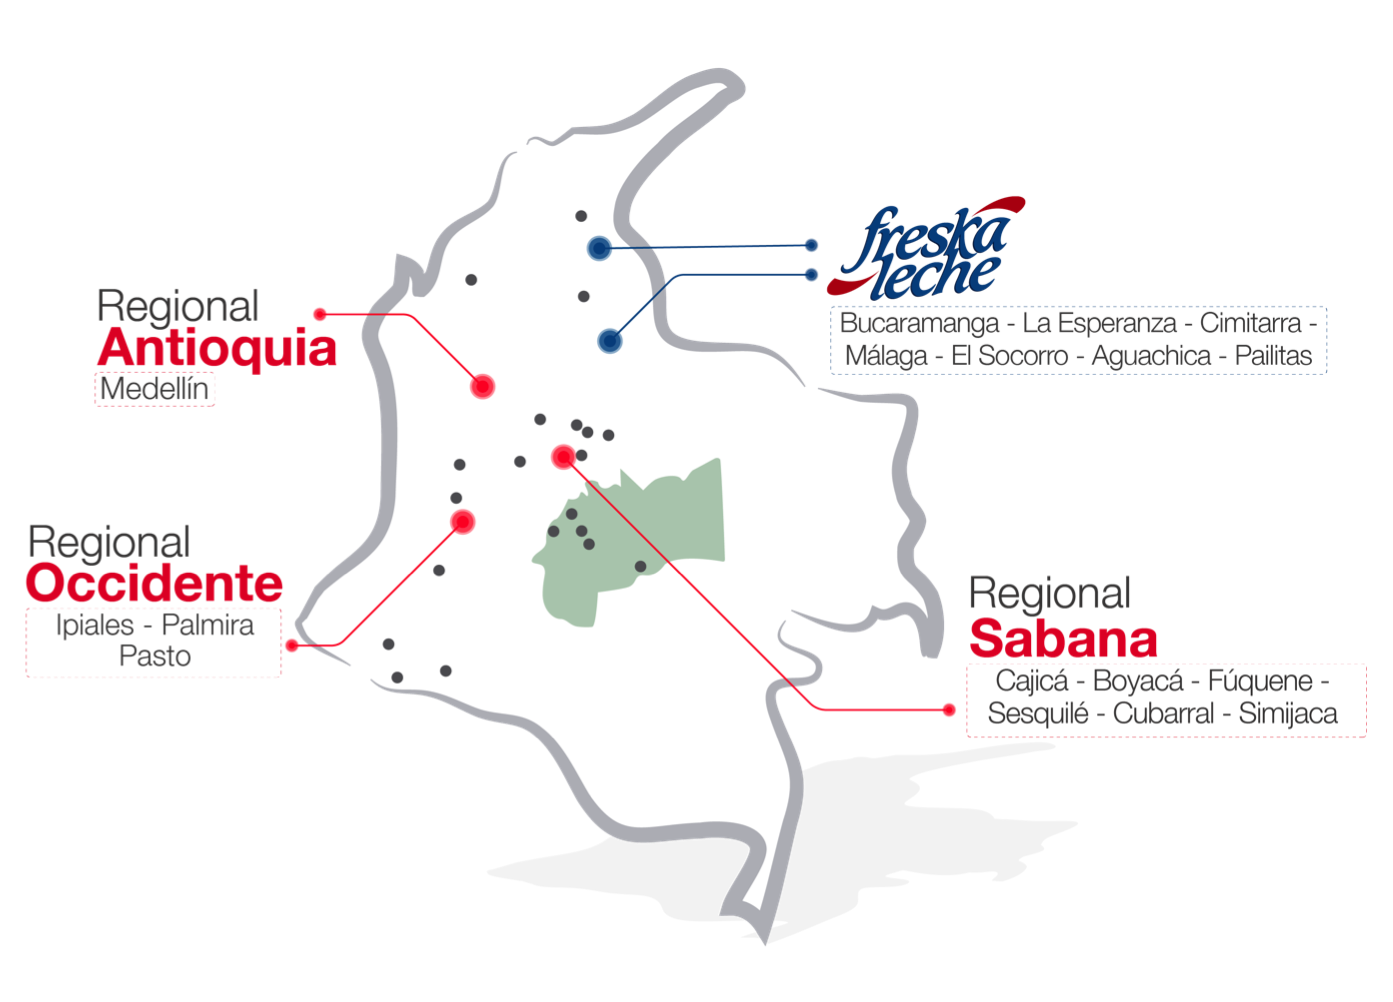 freska
leche
Bucaramanga - La Esperanza - Cimitarra -
Málaga - El Socorro - Aguachica - Pailitas
Regional
Antioquia
Medellín
Regional
Occidente
Ipiales - Palmira
Pasto
Regional
Sabana
Cajicá - Boyacá - Fúquene -
Sesquilé - Cubarral - Simijaca